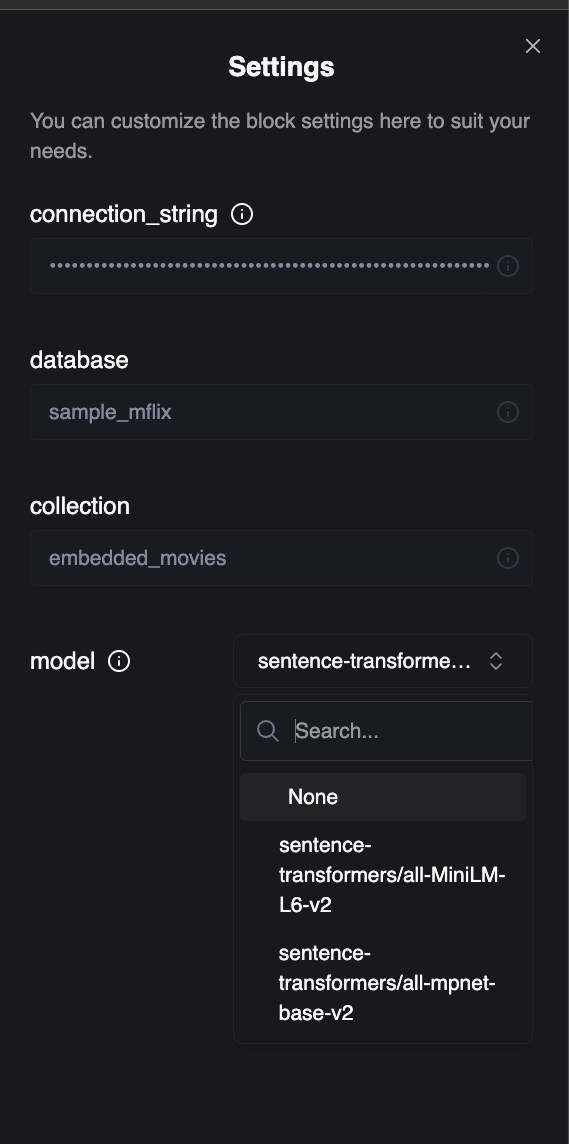 Settings
You can customize the block settings here to suit your
needs.
connection_string
••••••••••••••••••••••••••••••••••••••••••••••••••••••••••••
database
sample_mflix
collection
embedded_movies
model
sentence-transforme...
Search...
None
sentence-
transformers/all-MiniLM-
L6-v2
sentence-
transformers/all-mpnet-
base-v2